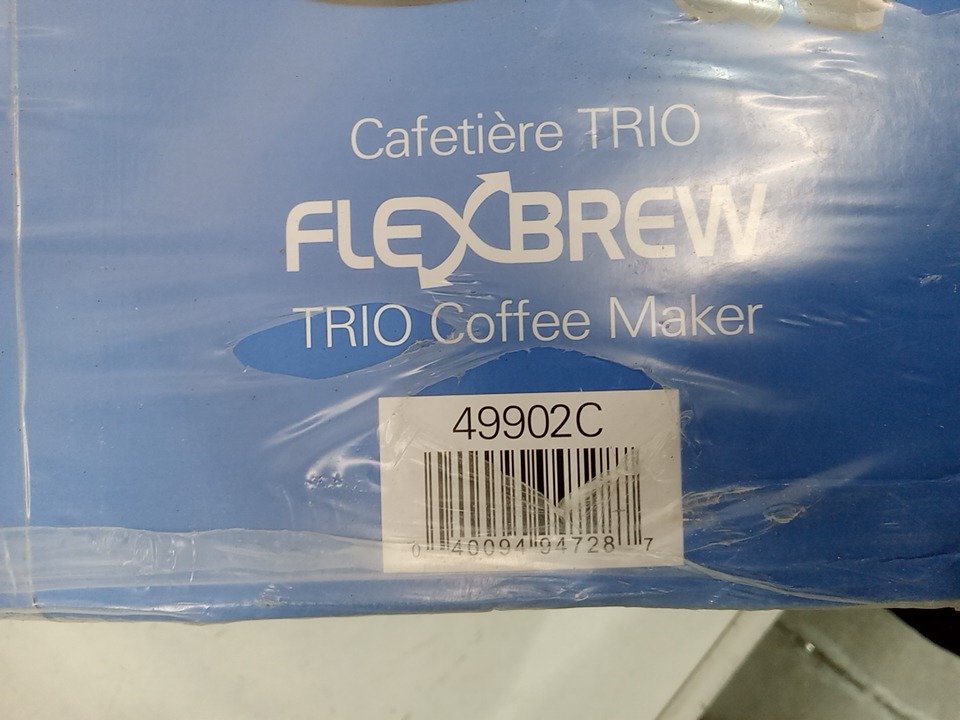 Cafetière TRIO
FLEXBREW
TRIO Coffee Maker
49902C
0 40094 94728 7